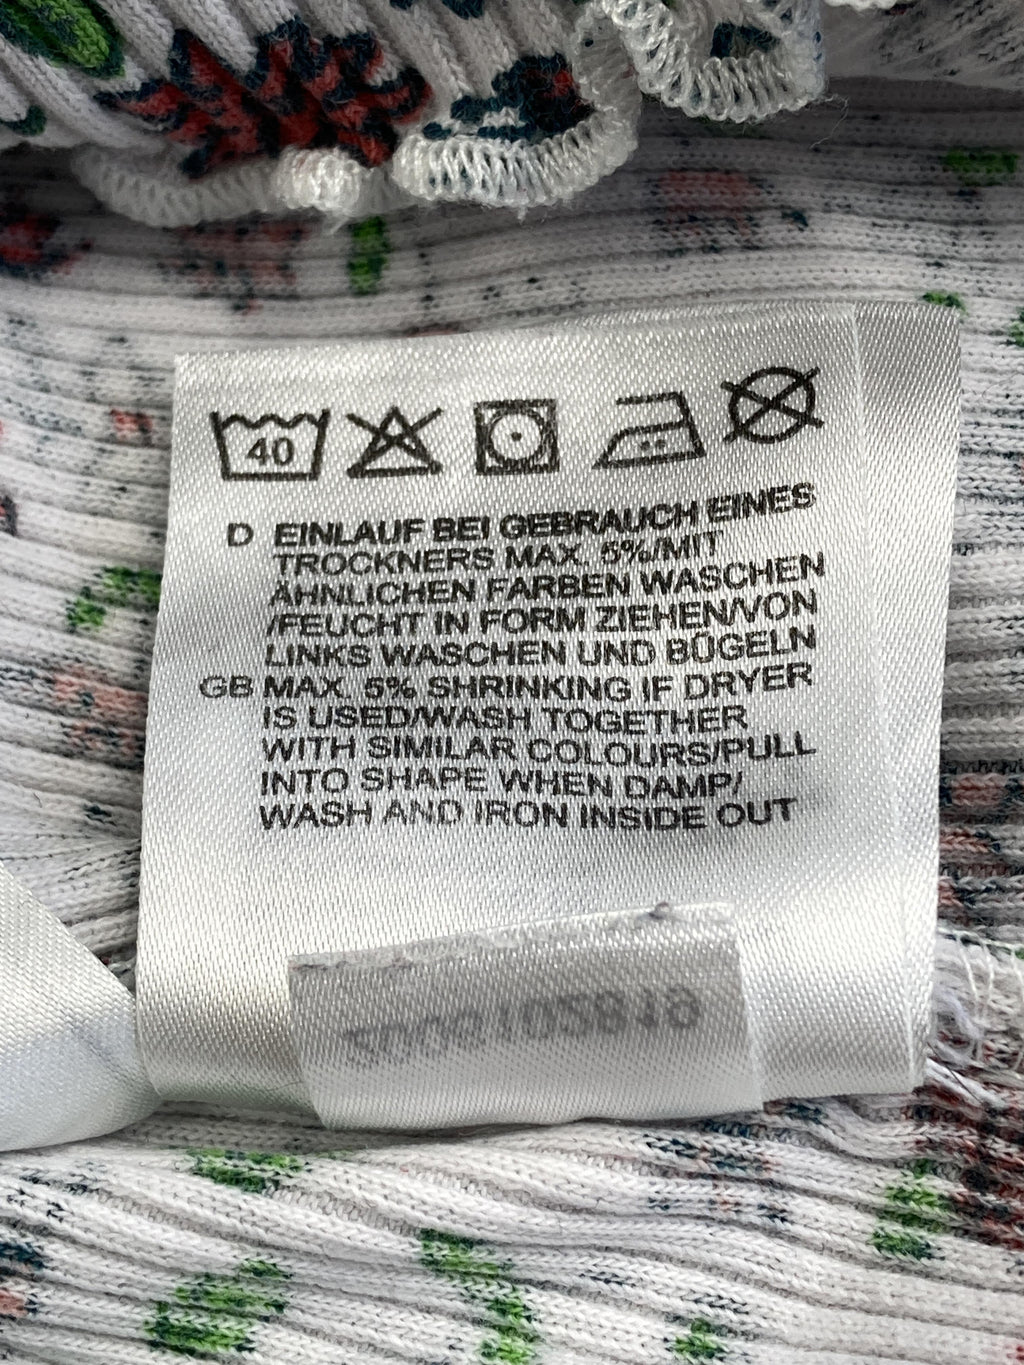 40
D EINLAUF BEI GEBRAUCH EINES
TROCKNERS MAX. 5%/MIT
ÄHNLICHEN FARBEN WASCHEN
/FEUCHT IN FORM ZIEHEN/VON
LINKS WASCHEN UND BÜGELN
GB MAX. 5% SHRINKING IF DRYER
IS USED/WASH TOGETHER
WITH SIMILAR COLOURS/PULL
INTO SHAPE WHEN DAMP/
WASH AND IRON INSIDE OUT